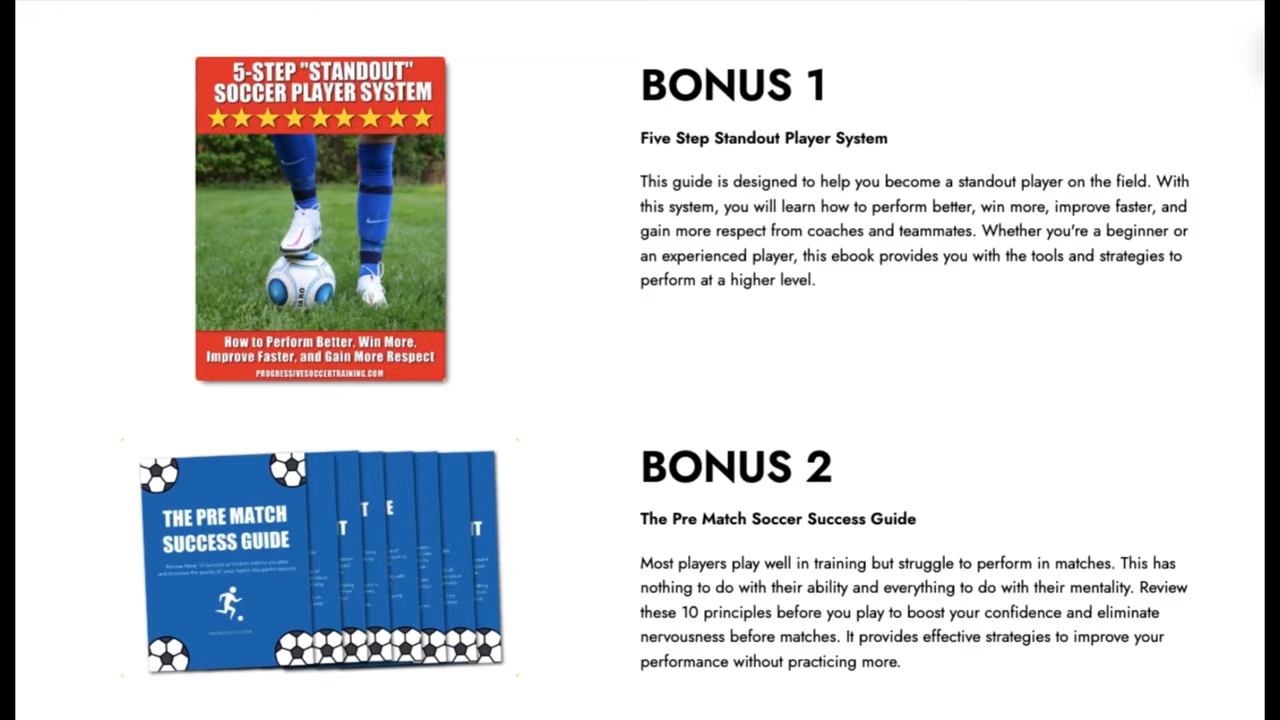 5-STEP "STANDOUT"
SOCCER PLAYER SYSTEM
How to Perform Better, Win More,
Improve Faster, and Gain More Respect
PROGRESSIVESOCCERTRAINING.COM
BONUS 1
Five Step Standout Player System
This guide is designed to help you become a standout player on the field. With
this system, you will learn how to perform better, win more, improve faster, and
gain more respect from coaches and teammates. Whether you're a beginner or
an experienced player, this ebook provides you with the tools and strategies to
perform at a higher level.
THE PRE MATCH
SUCCESS GUIDE
BONUS 2
The Pre Match Soccer Success Guide
Most players play well in training but struggle to perform in matches. This has
nothing to do with their ability and everything to do with their mentality. Review
these 10 principles before you play to boost your confidence and eliminate
nervousness before matches. It provides effective strategies to improve your
performance without practicing more.